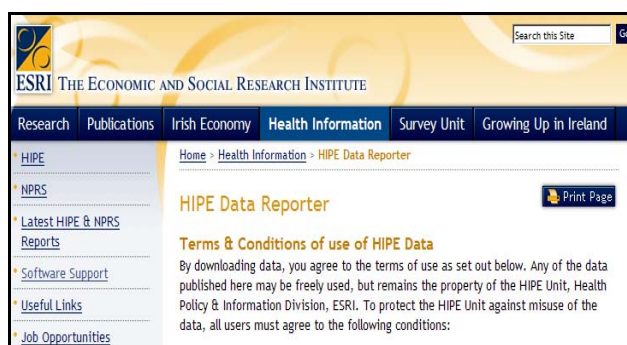 Search this Site
ESRI THE ECONOMIC AND SOCIAL RESEARCH INSTITUTE
Research Publications Irish Economy Health Information Survey Unit Growing Up in Ireland
HIPE
NPRS
Latest HIPE & NPRS
Reports
Software Support
Useful Links
Job Opportunities
Home > Health Information > HIPE Data Reporter
Print Page
HIPE Data Reporter
Terms & Conditions of use of HIPE Data
By downloading data, you agree to the terms of use as set out below. Any of the data
published here may be freely used, but remains the property of the HIPE Unit, Health
Policy & Information Division, ESRI. To protect the HIPE Unit against misuse of the
data, all users must agree to the following conditions: